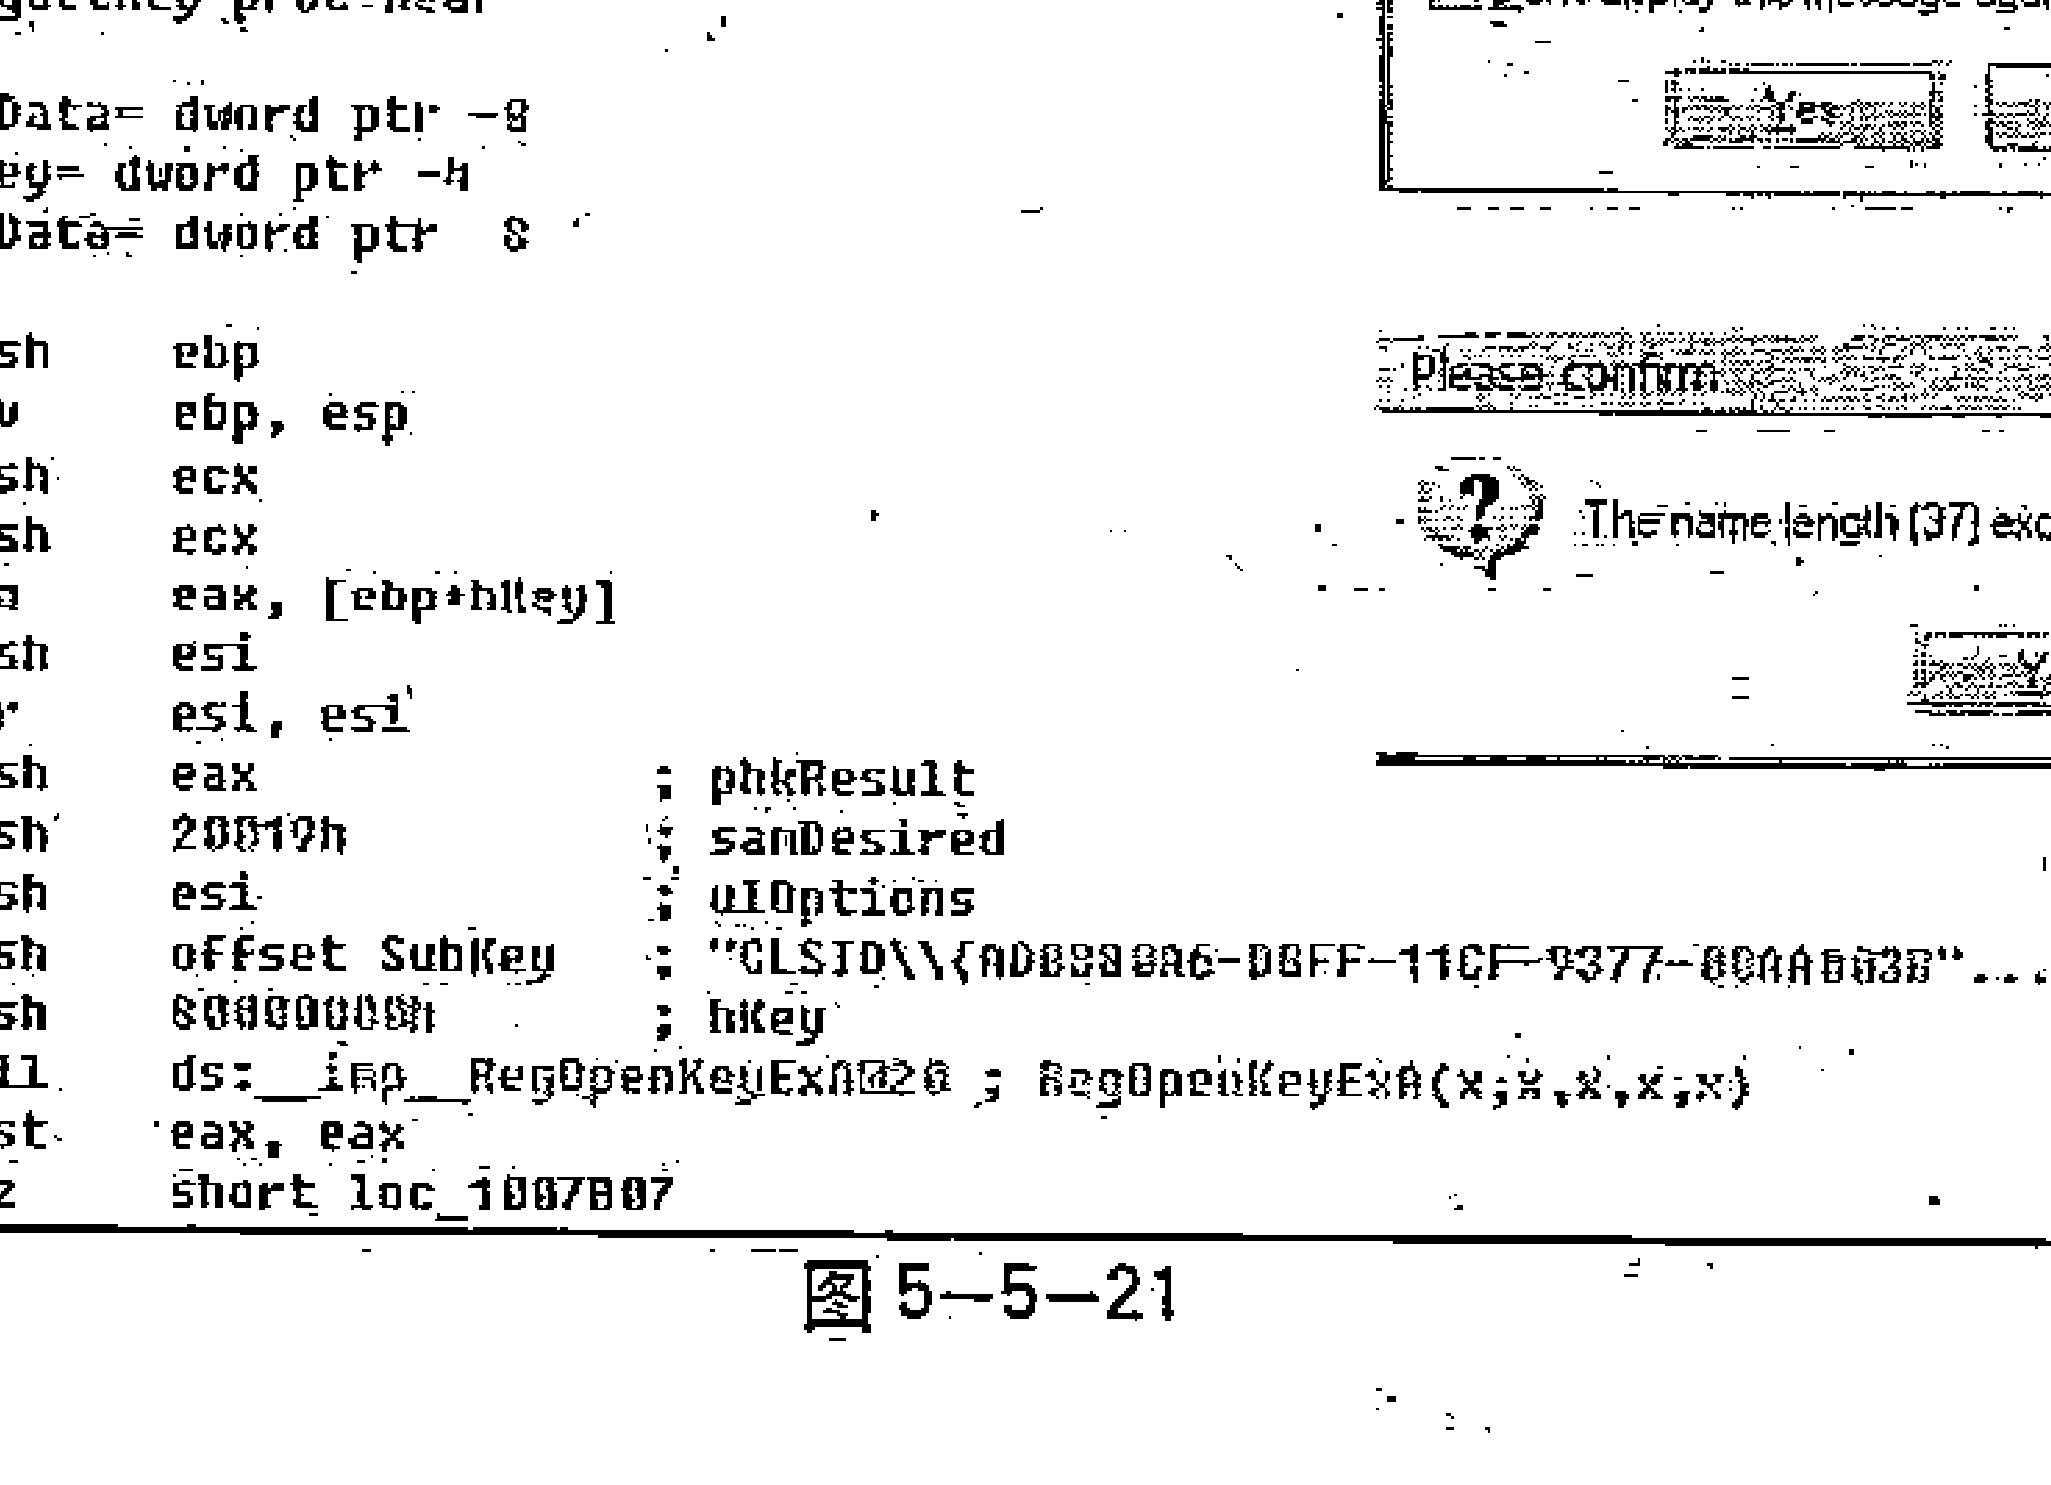 Data= dword ptr -8
ey= dword ptr -4
Data= dword ptr 8
sh ebp
ebp, esp
sh ecx
sh ecx
a eax, [ebp+hKey]
sh esi
esi, esi
sh eax ; phkResult
sh 20019h ; samDesired
sh esi ; ulOptions
sh offset SubKey ; "CLSID\\{ADB880A6-D8FF-11CF-9377-00AA003B"...
sh 80000000h ; hKey
ll ds:__imp__RegOpenKeyExA@20 ; RegOpenKeyExA(x,x,x,x,x)
st eax, eax
z short loc_1007B07
Yes
Please confirm
The name length (37) exc
Y
图 5-5-21